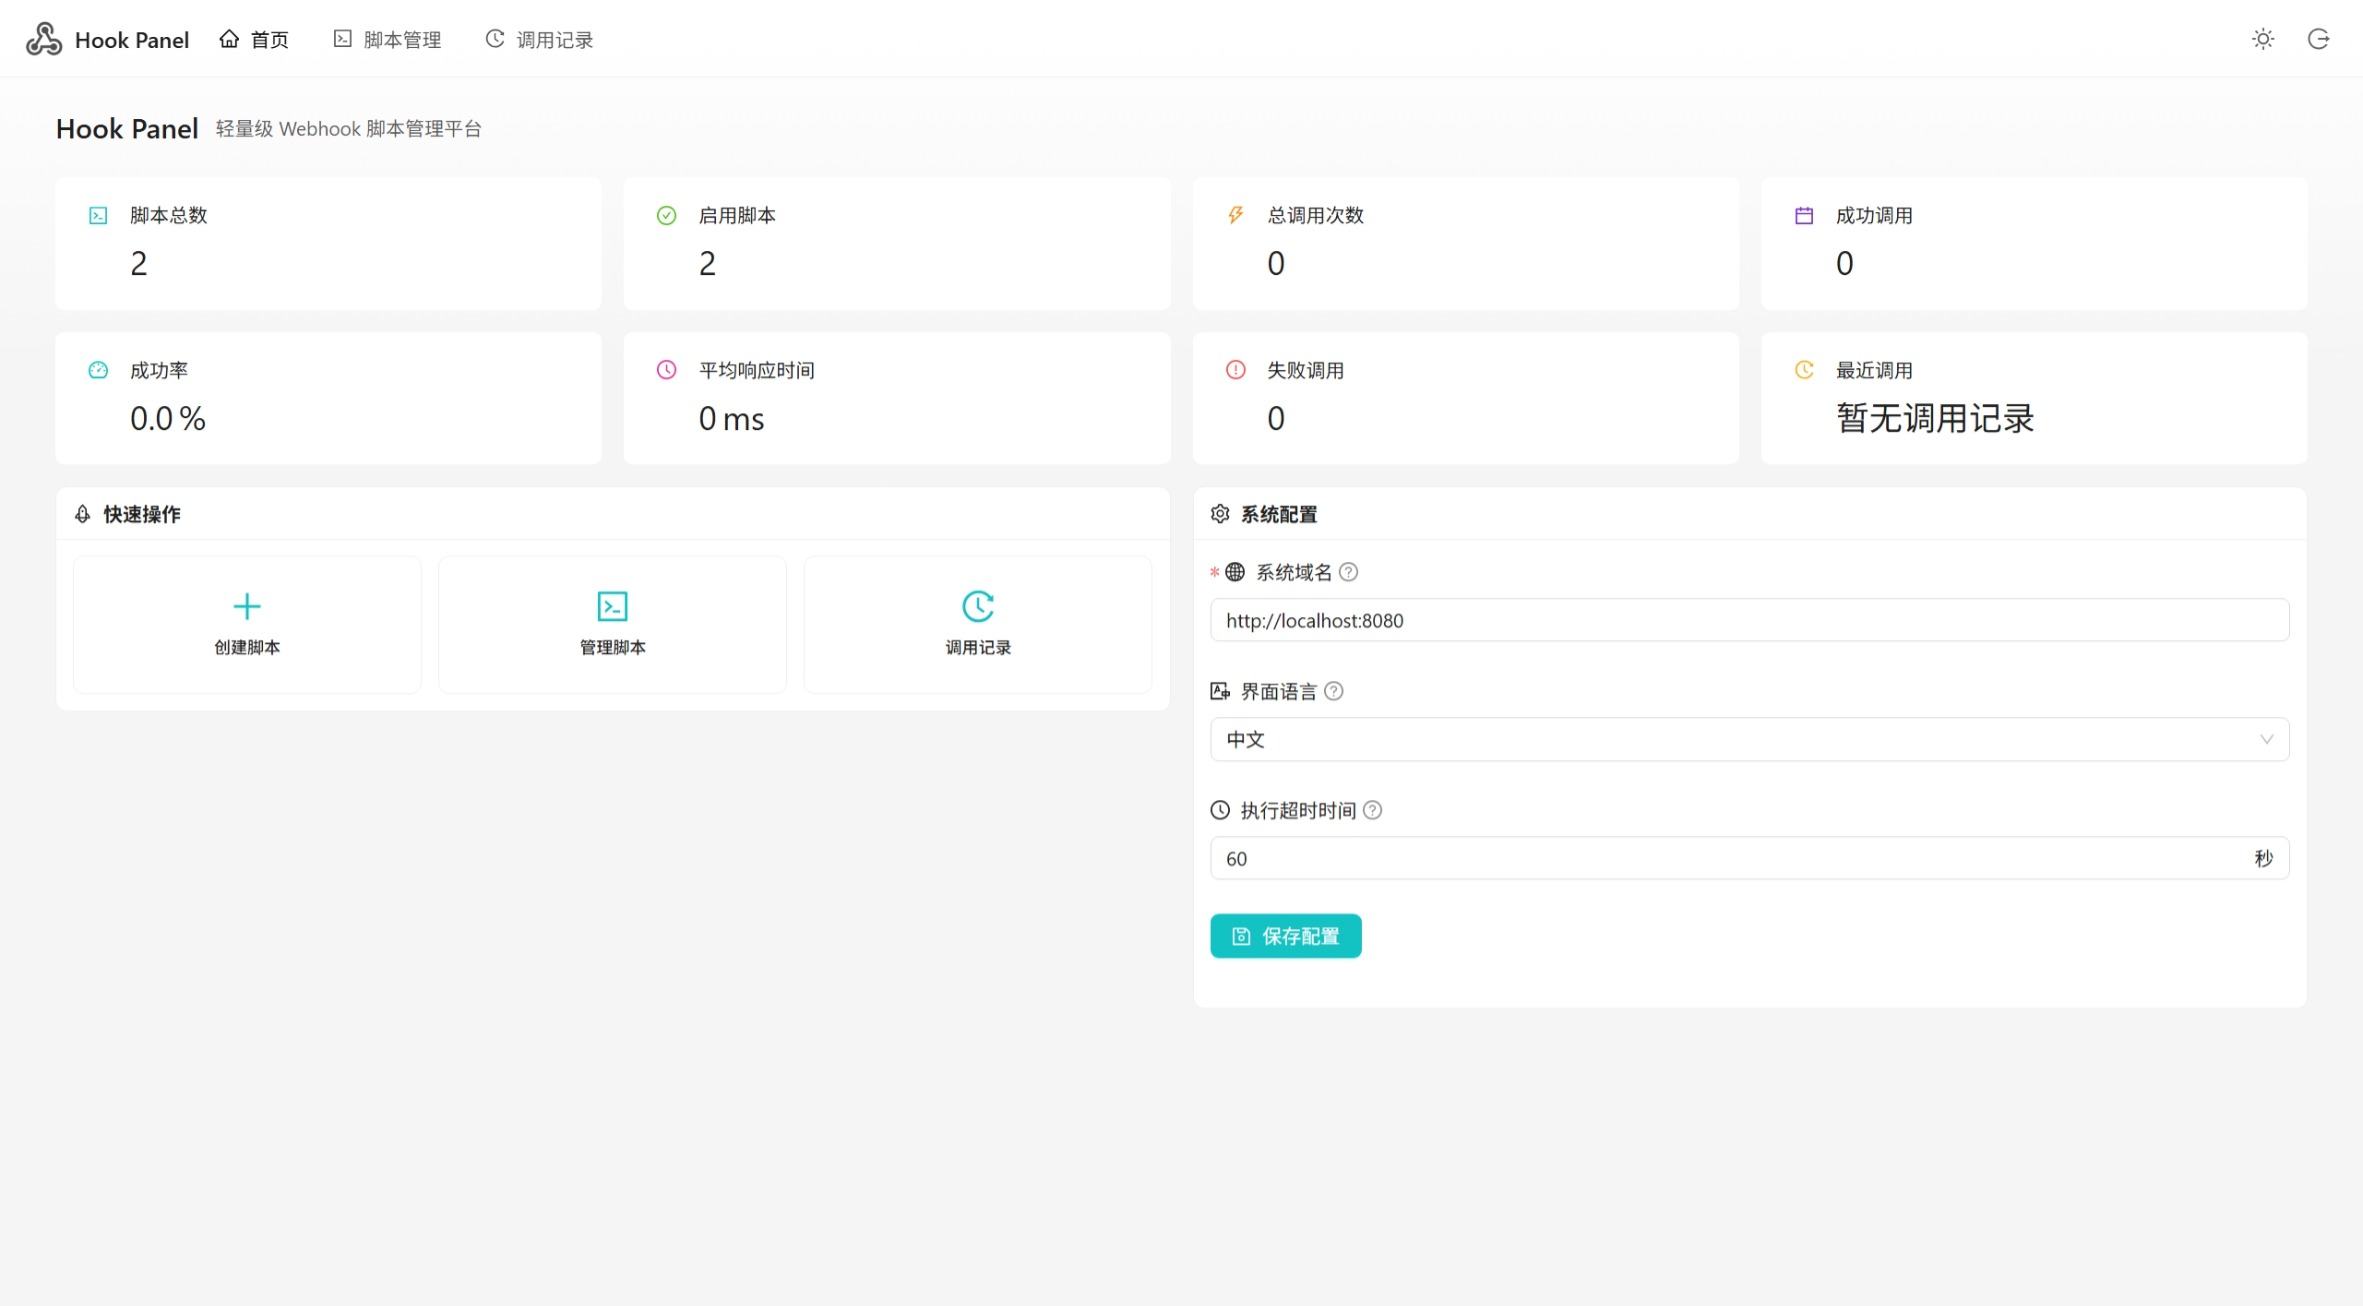 Hook Panel 首页 脚本管理 调用记录
Hook Panel 轻量级 Webhook 脚本管理平台
脚本总数
2
启用脚本
2
总调用次数
0
成功调用
0
成功率
0.0 %
平均响应时间
0 ms
失败调用
0
最近调用
暂无调用记录
快速操作
创建脚本
管理脚本
调用记录
系统配置
* 系统域名
http://localhost:8080
界面语言
中文
执行超时时间
60 秒
保存配置